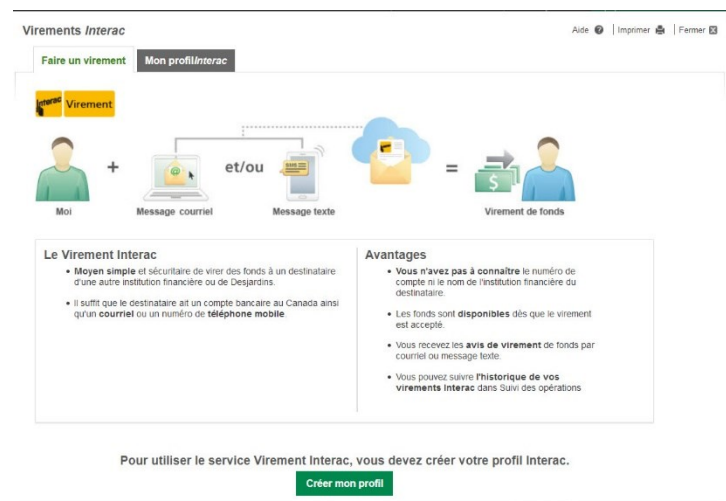 Virements Interac
Aide | Imprimer | Fermer
Faire un virement
Mon profilInterac
Interac Virement
+
et/ou
SMS
=
$
Moi
Message courriel
Message texte
Virement de fonds
Le Virement Interac
• Moyen simple et sécuritaire de virer des fonds à un destinataire
d'une autre institution financière ou de Desjardins.
• Il suffit que le destinataire ait un compte bancaire au Canada ainsi
qu'un courriel ou un numéro de téléphone mobile.
Avantages
• Vous n'avez pas à connaître le numéro de
compte ni le nom de l'institution financière du
destinataire.
• Les fonds sont disponibles dès que le virement
est accepté.
• Vous recevez les avis de virement de fonds par
courriel ou message texte.
• Vous pouvez suivre l'historique de vos
virements Interac dans Suivi des opérations
Pour utiliser le service Virement Interac, vous devez créer votre profil Interac.
Créer mon profil